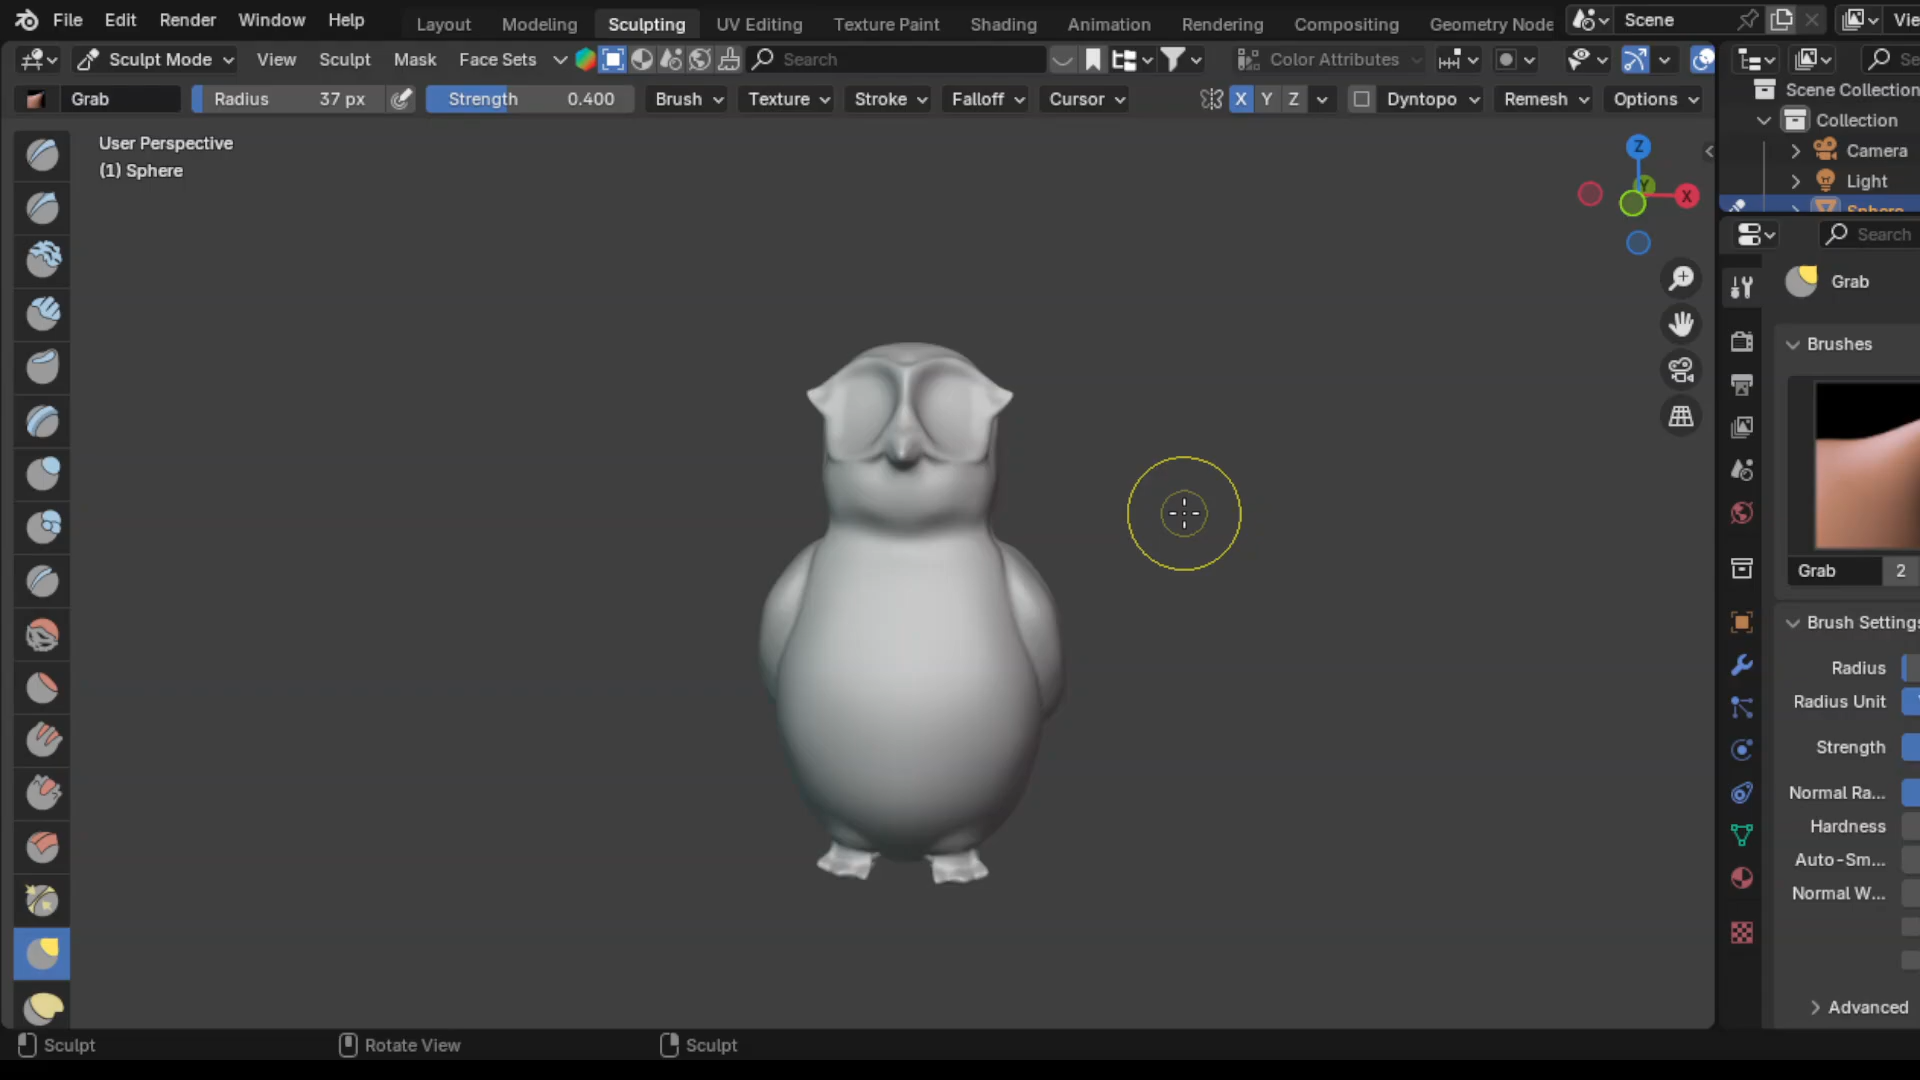 File Edit Render Window Help Layout Modeling Sculpting UV Editing Texture Paint Shading Animation Rendering Compositing Geometry Node Scene Vie
Sculpt Mode View Sculpt Mask Face Sets Search Color Attributes Se
Grab Radius 37 px Strength 0.400 Brush Texture Stroke Falloff Cursor X Y Z Dyntopo Remesh Options
Scene Collection
Collection
Camera
Light
Sphere
User Perspective
(1) Sphere
Z
Y
X
Search
Grab
Brushes
Grab 2
Brush Settings
Radius
Radius Unit
Strength
Normal Ra...
Hardness
Auto-Sm...
Normal W...
Advanced
Sculpt Rotate View Sculpt